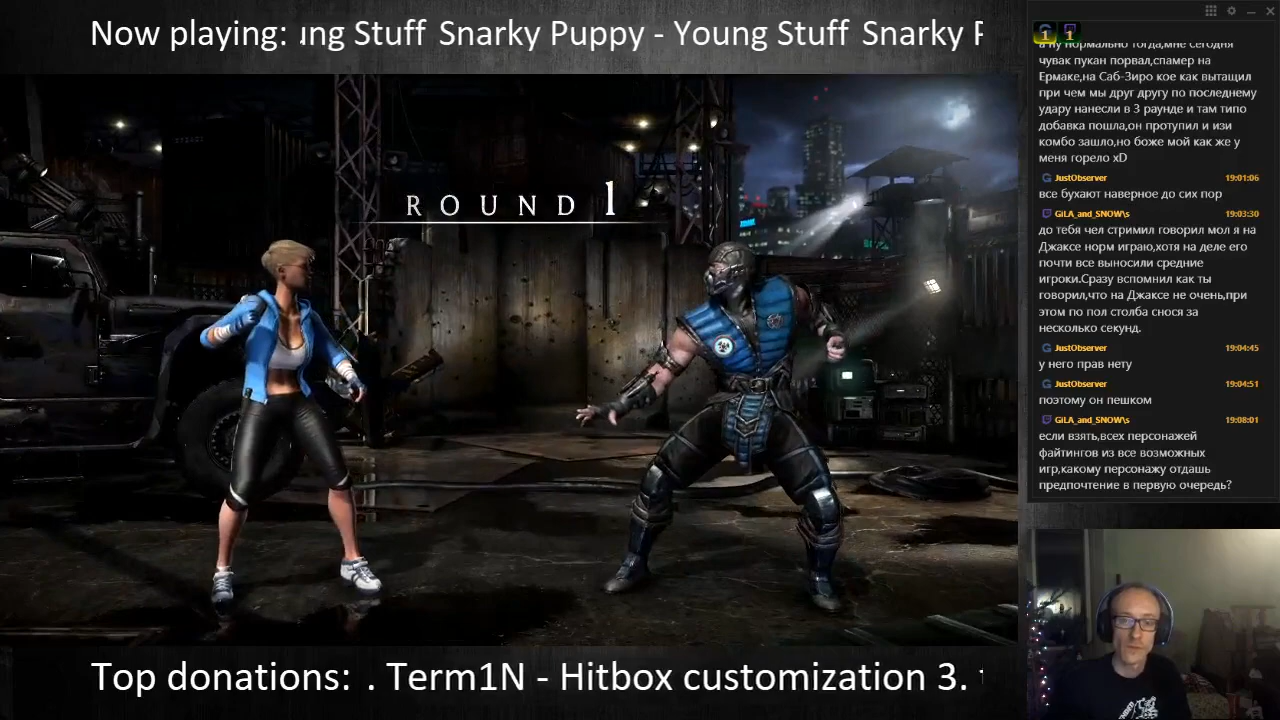 Now playing: ung Stuff Snarky Puppy - Young Stuff Snarky P
ROUND 1
1 1
а ну нормально тогда,мне сегодня
чувак пукан порвал,спамер на
Ермаке,на Саб-Зиро кое как вытащил
при чем мы друг другу по последнему
удару нанесли в 3 раунде и там типо
добавка пошла,он протупил и изи
комбо зашло,но боже мой как же у
меня горело xD
JustObserver 19:01:06
все бухают наверное до сих пор
GiLA_and_SNOW\s 19:03:30
до тебя чел стримил говорил мол я на
Джаксе норм играю,хотя на деле его
почти все выносили средние
игроки.Сразу вспомнил как ты
говорил,что на Джаксе не очень,при
этом по пол столба снося за
несколько секунд.
JustObserver 19:04:45
у него прав нету
JustObserver 19:04:51
поэтому он пешком
GiLA_and_SNOW\s 19:08:01
если взять,всех персонажей
файтингов из все возможных
игр,какому персонажу отдашь
предпочтение в первую очередь?
Top donations: . Term1N - Hitbox customization 3.